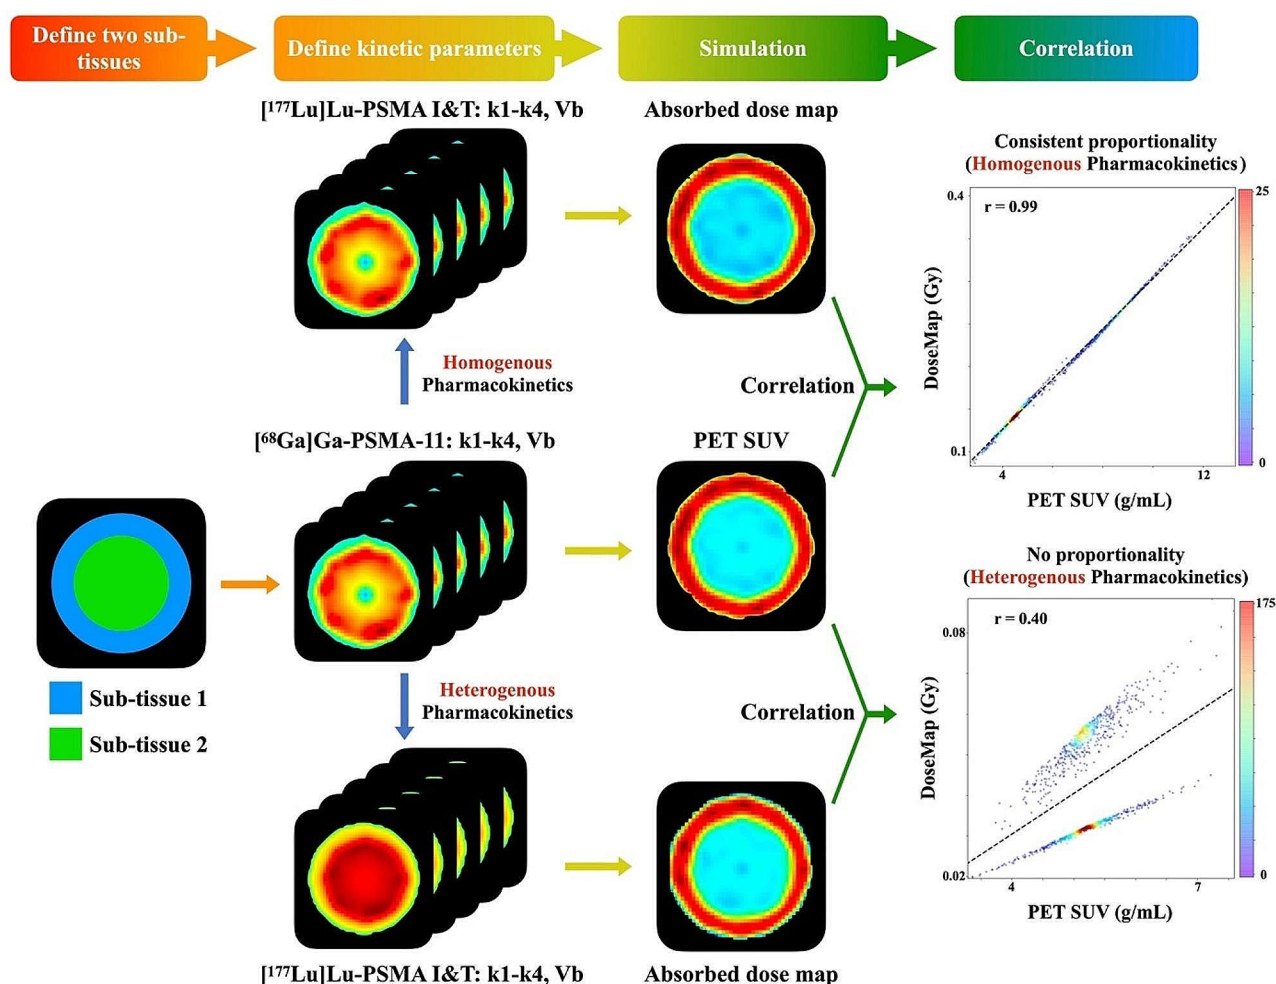 Define two sub-
tissues
Define kinetic parameters
Simulation
Correlation
[¹⁷⁷Lu]Lu-PSMA I&T: k1-k4, Vb
Absorbed dose map
Consistent proportionality
(Homogenous Pharmacokinetics)
r = 0.99
0.4
0.1
4
12
25
0
DoseMap (Gy)
PET SUV (g/mL)
Homogenous
Pharmacokinetics
Correlation
[⁶⁸Ga]Ga-PSMA-11: k1-k4, Vb
PET SUV
Sub-tissue 1
Sub-tissue 2
Heterogenous
Pharmacokinetics
Correlation
No proportionality
(Heterogenous Pharmacokinetics)
r = 0.40
0.08
0.02
4
7
175
0
DoseMap (Gy)
PET SUV (g/mL)
[¹⁷⁷Lu]Lu-PSMA I&T: k1-k4, Vb
Absorbed dose map